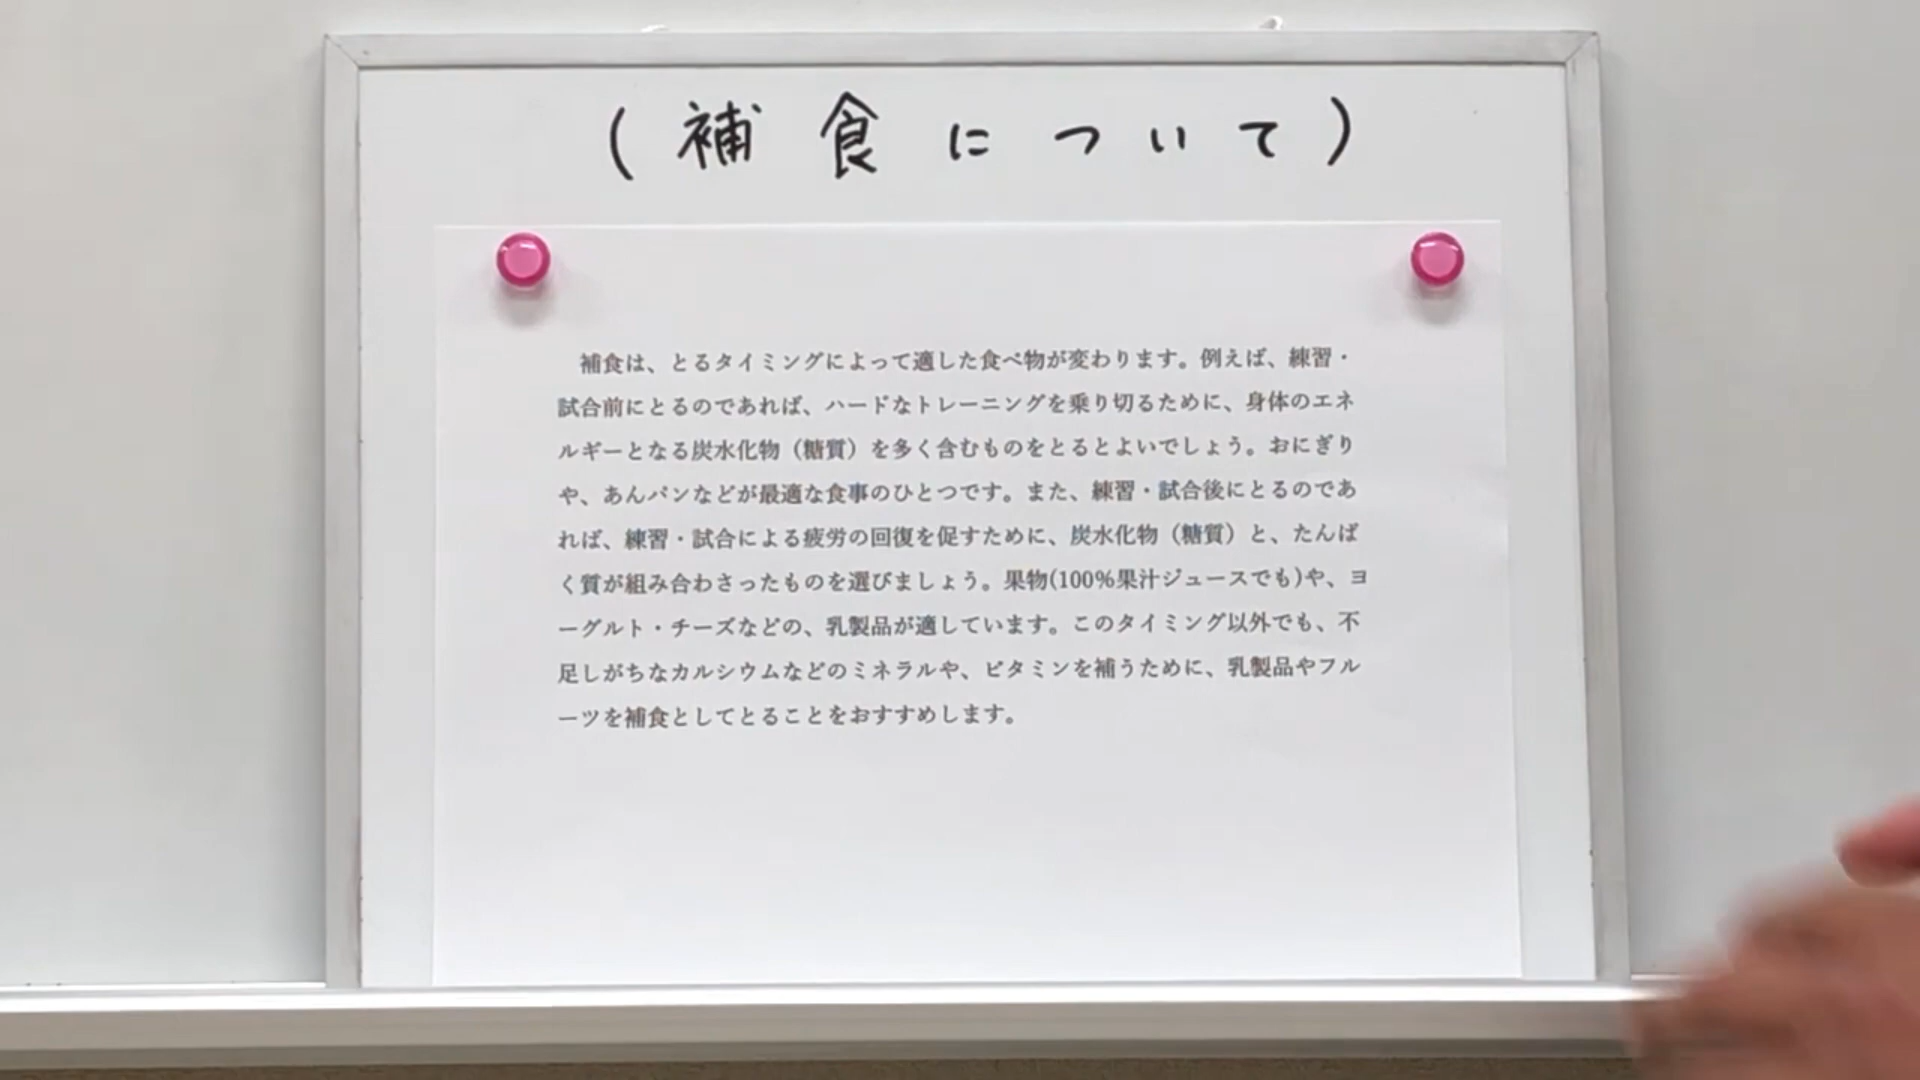 (補食について)
補食は、とるタイミングによって適した食べ物が変わります。例えば、練習・
試合前にとるのであれば、ハードなトレーニングを乗り切るために、身体のエネ
ルギーとなる炭水化物（糖質）を多く含むものをとるとよいでしょう。おにぎり
や、あんパンなどが最適な食事のひとつです。また、練習・試合後にとるのであ
れば、練習・試合による疲労の回復を促すために、炭水化物（糖質）と、たんぱ
く質が組み合わさったものを選びましょう。果物(100%果汁ジュースでも)や、ヨ
ーグルト・チーズなどの、乳製品が適しています。このタイミング以外でも、不
足しがちなカルシウムなどのミネラルや、ビタミンを補うために、乳製品やフル
ーツを補食としてとることをおすすめします。